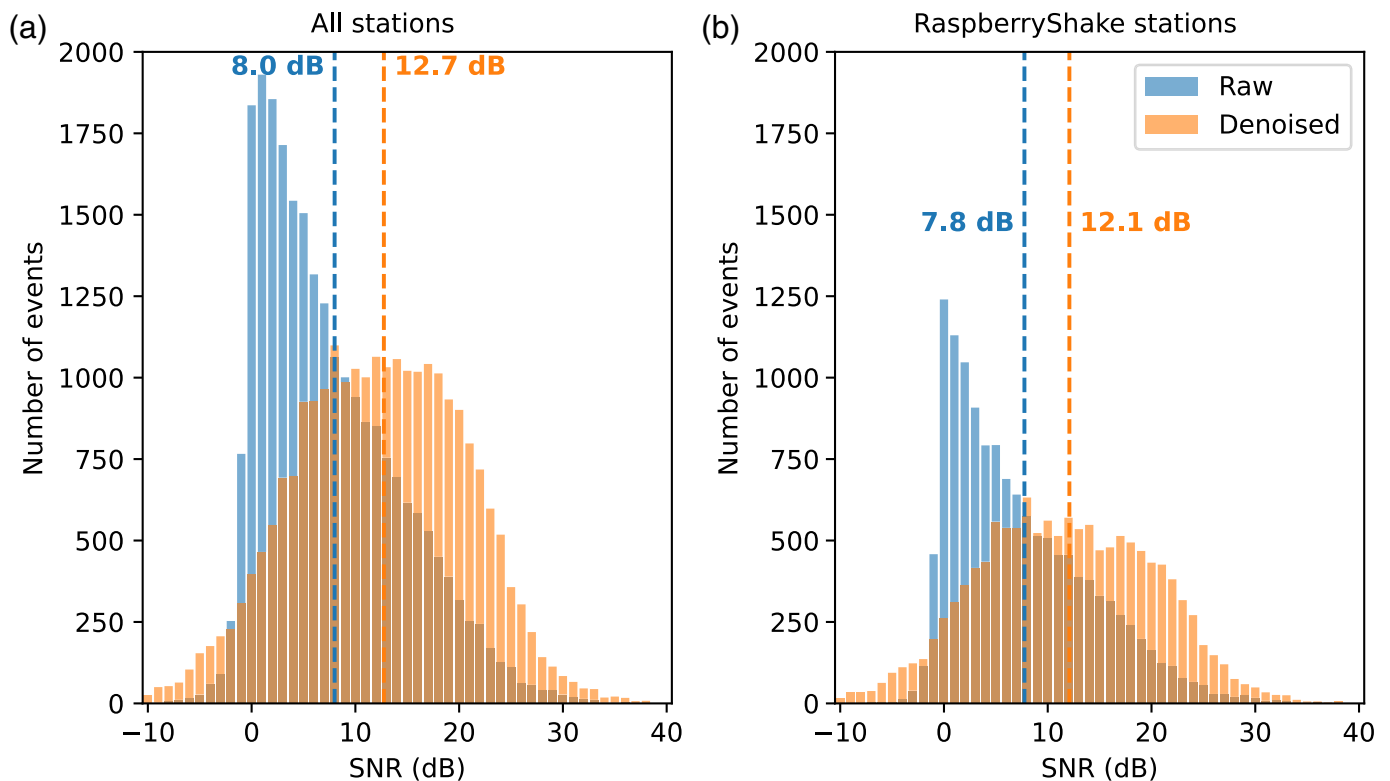 (a)
All stations
8.0 dB
12.7 dB
2000
1750
1500
1250
1000
750
500
250
0
Number of events
−10
0
10
20
30
40
SNR (dB)
(b)
RaspberryShake stations
Raw
Denoised
7.8 dB
12.1 dB
2000
1750
1500
1250
1000
750
500
250
0
Number of events
−10
0
10
20
30
40
SNR (dB)